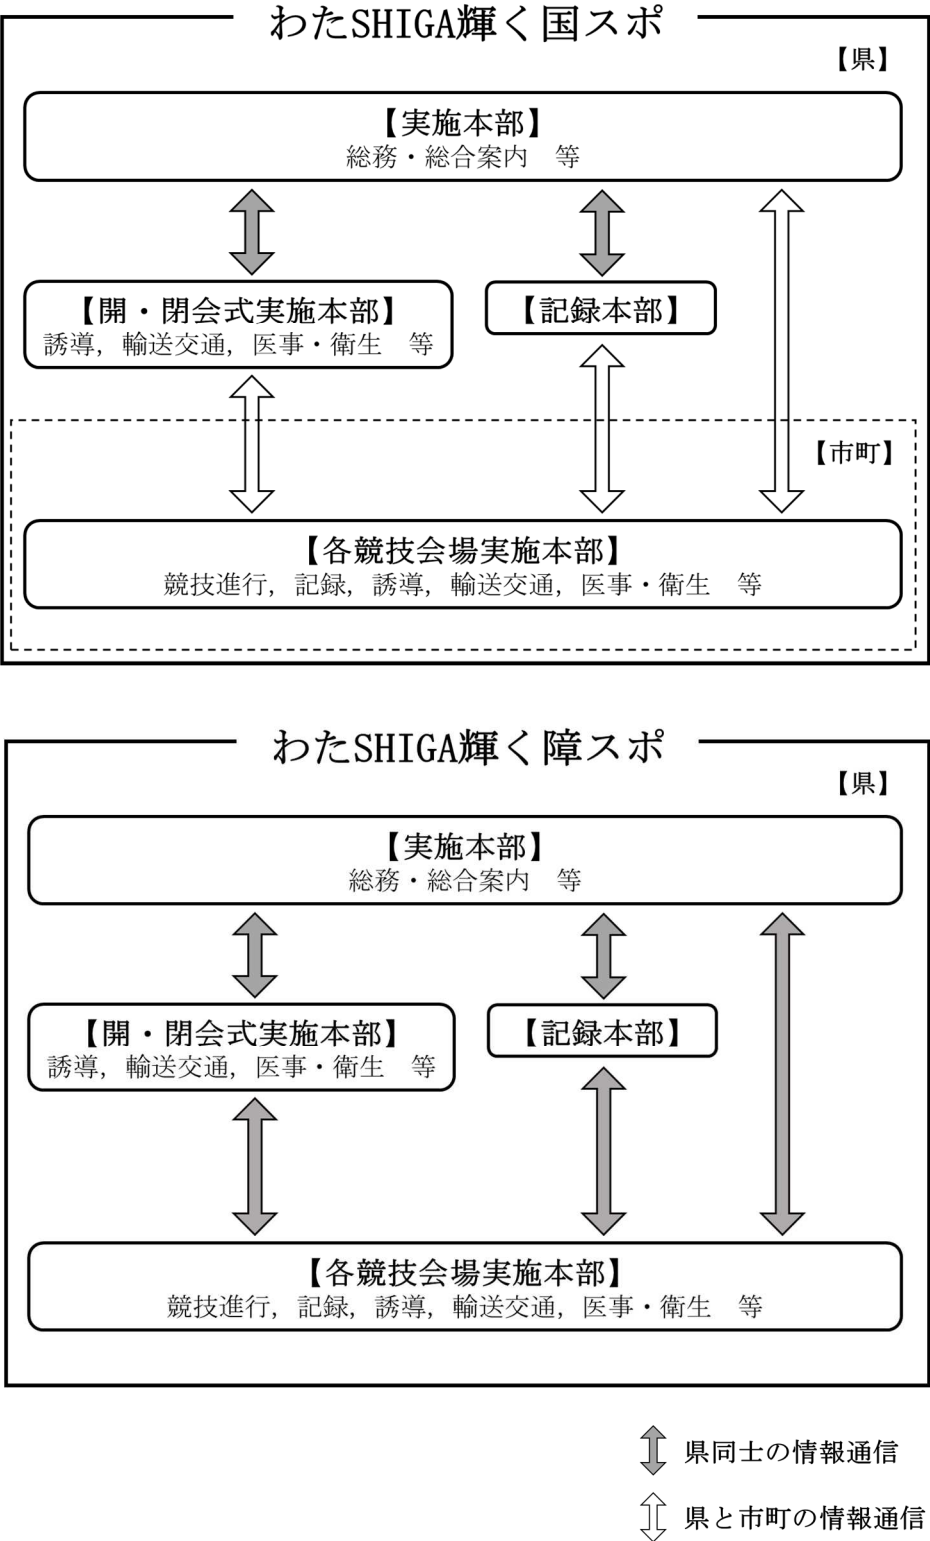 わたSHIGA輝く国スポ
【県】
【実施本部】
総務・総合案内　等
【開・閉会式実施本部】
誘導，輸送交通，医事・衛生　等
【記録本部】
【市町】
【各競技会場実施本部】
競技進行，記録，誘導，輸送交通，医事・衛生　等
わたSHIGA輝く障スポ
【県】
【実施本部】
総務・総合案内　等
【開・閉会式実施本部】
誘導，輸送交通，医事・衛生　等
【記録本部】
【各競技会場実施本部】
競技進行，記録，誘導，輸送交通，医事・衛生　等
県同士の情報通信
県と市町の情報通信